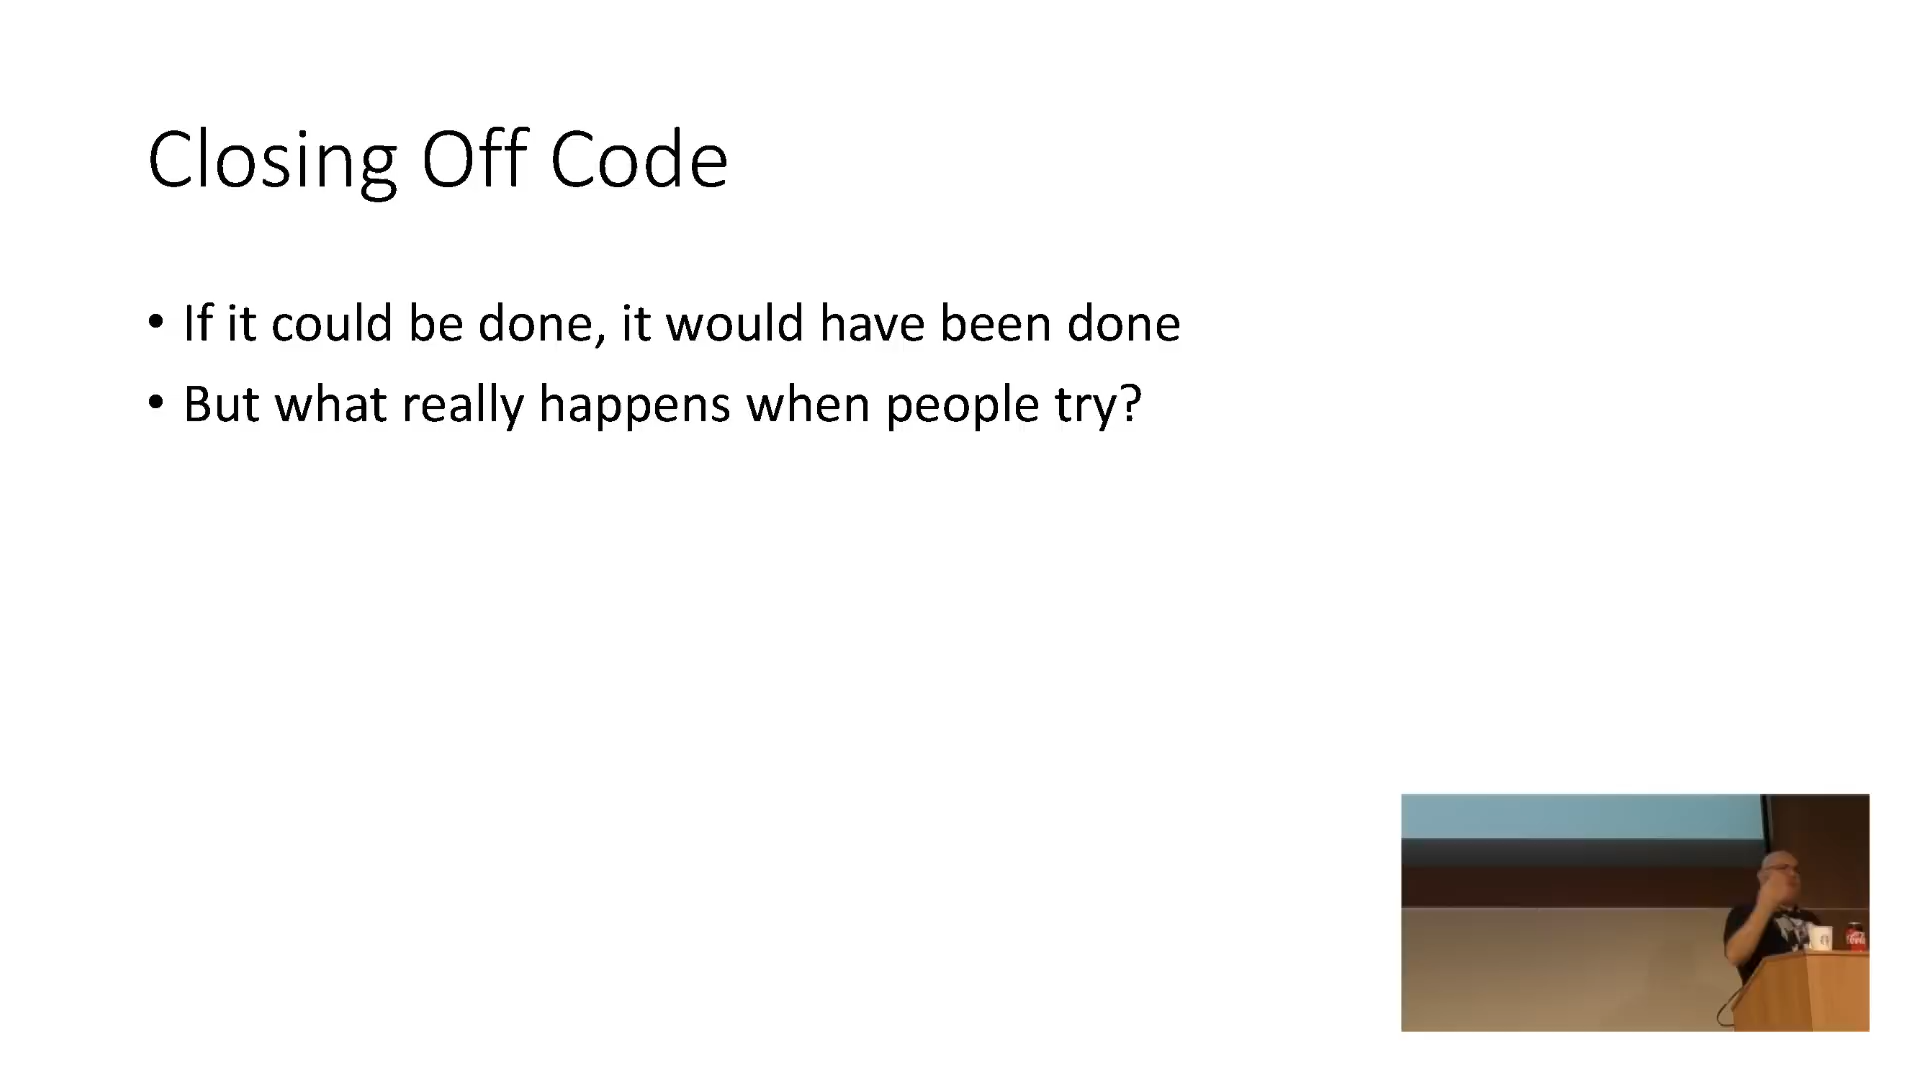 Closing Off Code
• If it could be done, it would have been done
• But what really happens when people try?